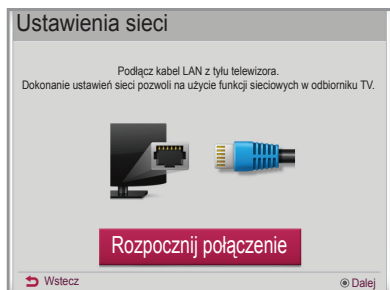 Ustawienia sieci
Podłącz kabel LAN z tyłu telewizora.
Dokonanie ustawień sieci pozwoli na użycie funkcji sieciowych w odbiorniku TV.
Rozpocznij połączenie
Wstecz
Dalej